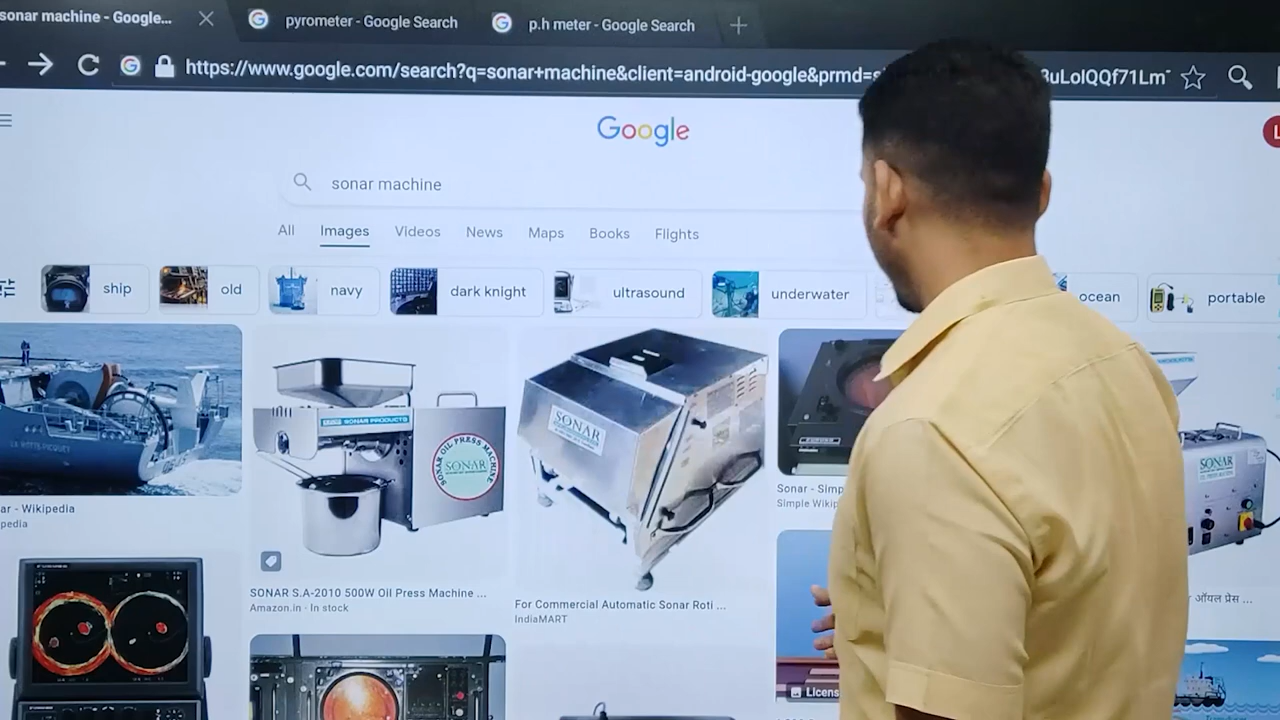 sonar machine - Google...
pyrometer - Google Search
p.h meter - Google Search
https://www.google.com/search?q=sonar+machine&client=android-google&prmd=s
3uLolQQf71Lm
Google
L
sonar machine
All
Images
Videos
News
Maps
Books
Flights
ship
old
navy
dark knight
ultrasound
underwater
ocean
portable
SONAR PRODUCTS
SONAR OIL PRESS MACHINE
SONAR
SONAR
SONAR
ar - Wikipedia
pedia
SONAR S.A-2010 500W Oil Press Machine ...
Amazon.in · In stock
For Commercial Automatic Sonar Roti ...
IndiaMART
Sonar - Simp
Simple Wikip
ऑयल प्रेस ...
Licens